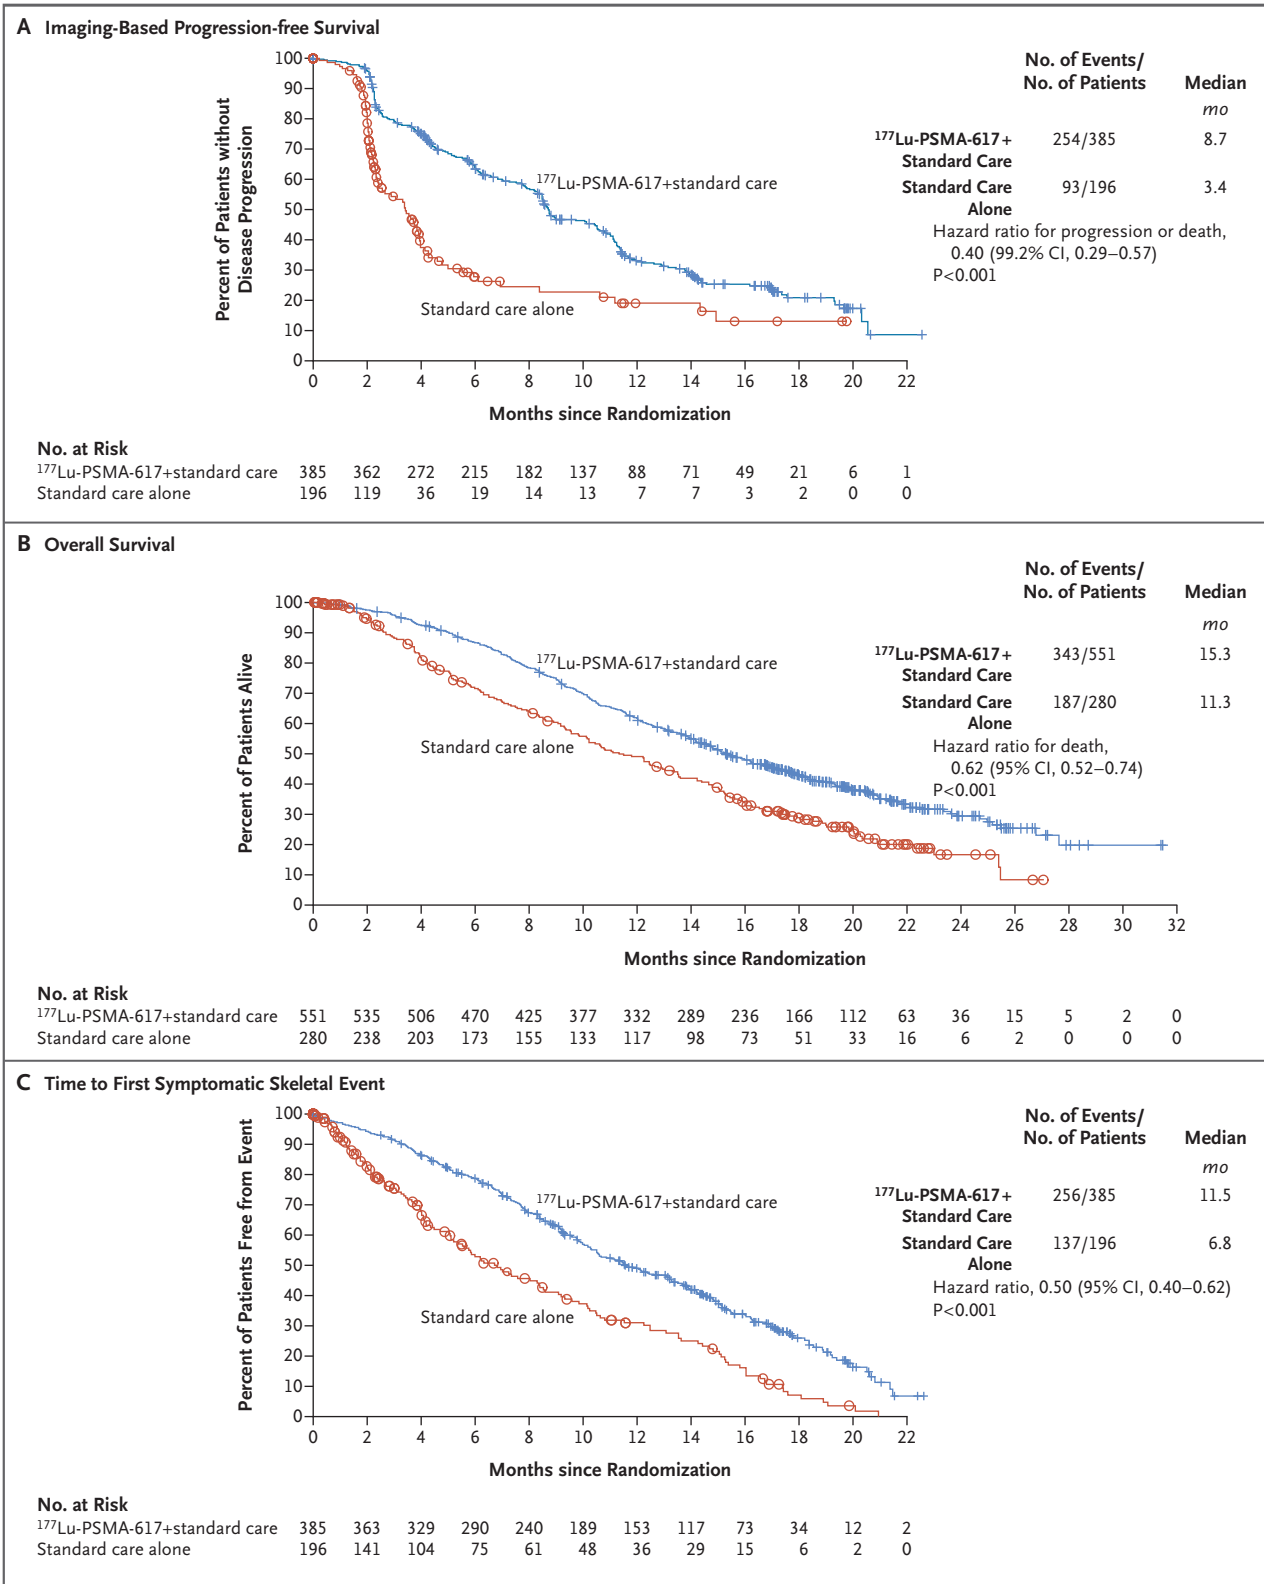 A Imaging-Based Progression-free Survival
Percent of Patients without
Disease Progression
100
90
80
70
60
50
40
30
20
10
0
177Lu-PSMA-617+standard care
Standard care alone
0 2 4 6 8 10 12 14 16 18 20 22
Months since Randomization
No. of Events/
No. of Patients Median
mo
177Lu-PSMA-617+ 254/385 8.7
Standard Care
Standard Care 93/196 3.4
Alone
Hazard ratio for progression or death,
0.40 (99.2% CI, 0.29–0.57)
P<0.001
No. at Risk
177Lu-PSMA-617+standard care 385 362 272 215 182 137 88 71 49 21 6 1
Standard care alone 196 119 36 19 14 13 7 7 3 2 0 0
B Overall Survival
Percent of Patients Alive
100
90
80
70
60
50
40
30
20
10
0
177Lu-PSMA-617+standard care
Standard care alone
0 2 4 6 8 10 12 14 16 18 20 22 24 26 28 30 32
Months since Randomization
No. of Events/
No. of Patients Median
mo
177Lu-PSMA-617+ 343/551 15.3
Standard Care
Standard Care 187/280 11.3
Alone
Hazard ratio for death,
0.62 (95% CI, 0.52–0.74)
P<0.001
No. at Risk
177Lu-PSMA-617+standard care 551 535 506 470 425 377 332 289 236 166 112 63 36 15 5 2 0
Standard care alone 280 238 203 173 155 133 117 98 73 51 33 16 6 2 0 0 0
C Time to First Symptomatic Skeletal Event
Percent of Patients Free from Event
100
90
80
70
60
50
40
30
20
10
0
177Lu-PSMA-617+standard care
Standard care alone
0 2 4 6 8 10 12 14 16 18 20 22
Months since Randomization
No. of Events/
No. of Patients Median
mo
177Lu-PSMA-617+ 256/385 11.5
Standard Care
Standard Care 137/196 6.8
Alone
Hazard ratio, 0.50 (95% CI, 0.40–0.62)
P<0.001
No. at Risk
177Lu-PSMA-617+standard care 385 363 329 290 240 189 153 117 73 34 12 2
Standard care alone 196 141 104 75 61 48 36 29 15 6 2 0